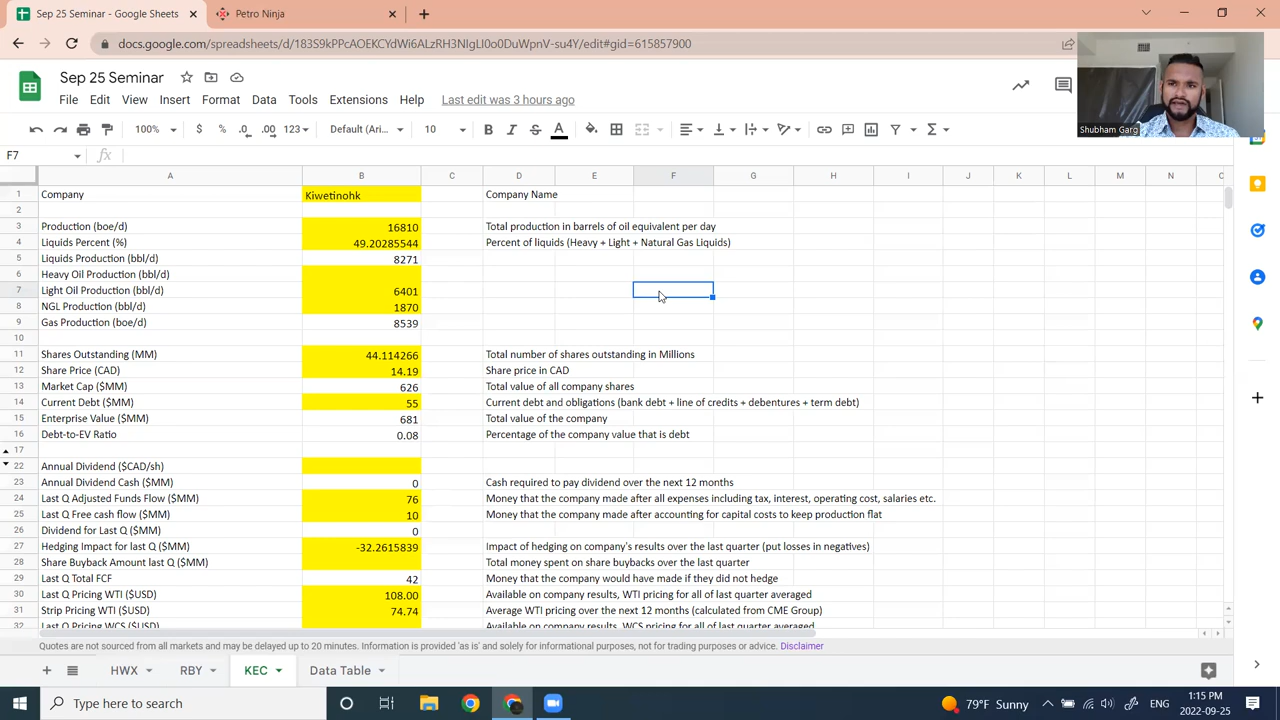 Sep 25 Seminar - Google Sheets
Petro Ninja
docs.google.com/spreadsheets/d/183S9kPPcAOEKCYdWi6ALzRH3NIgLI0o0DuWpnV-su4Y/edit#gid=615857900
Sep 25 Seminar
File Edit View Insert Format Data Tools Extensions Help Last edit was 3 hours ago
Shubham Garg
100% $ % .0 .00 123 Default (Ari... 10 B I S A
F7 fx
A B C D E F G H I J K L M N
1 Company Kiwetinohk Company Name
2
3 Production (boe/d) 16810 Total production in barrels of oil equivalent per day
4 Liquids Percent (%) 49.20285544 Percent of liquids (Heavy + Light + Natural Gas Liquids)
5 Liquids Production (bbl/d) 8271
6 Heavy Oil Production (bbl/d)
7 Light Oil Production (bbl/d) 6401
8 NGL Production (bbl/d) 1870
9 Gas Production (boe/d) 8539
10
11 Shares Outstanding (MM) 44.114266 Total number of shares outstanding in Millions
12 Share Price (CAD) 14.19 Share price in CAD
13 Market Cap ($MM) 626 Total value of all company shares
14 Current Debt ($MM) 55 Current debt and obligations (bank debt + line of credits + debentures + term debt)
15 Enterprise Value ($MM) 681 Total value of the company
16 Debt-to-EV Ratio 0.08 Percentage of the company value that is debt
17
22 Annual Dividend ($CAD/sh)
23 Annual Dividend Cash ($MM) 0 Cash required to pay dividend over the next 12 months
24 Last Q Adjusted Funds Flow ($MM) 76 Money that the company made after all expenses including tax, interest, operating cost, salaries etc.
25 Last Q Free cash flow ($MM) 10 Money that the company made after accounting for capital costs to keep production flat
26 Dividend for Last Q ($MM) 0
27 Hedging Impact for last Q ($MM) -32.2615839 Impact of hedging on company's results over the last quarter (put losses in negatives)
28 Share Buyback Amount last Q ($MM) Total money spent on share buybacks over the last quarter
29 Last Q Total FCF 42 Money that the company would have made if they did not hedge
30 Last Q Pricing WTI ($USD) 108.00 Available on company results, WTI pricing for all of last quarter averaged
31 Strip Pricing WTI ($USD) 74.74 Average WTI pricing over the next 12 months (calculated from CME Group)
32 Last Q Pricing WCS ($USD) Available on company results, WCS pricing for all of last quarter averaged
Quotes are not sourced from all markets and may be delayed up to 20 minutes. Information is provided 'as is' and solely for informational purposes, not for trading purposes or advice. Disclaimer
HWX RBY KEC Data Table
Type here to search 79°F Sunny ENG 1:15 PM
2022-09-25